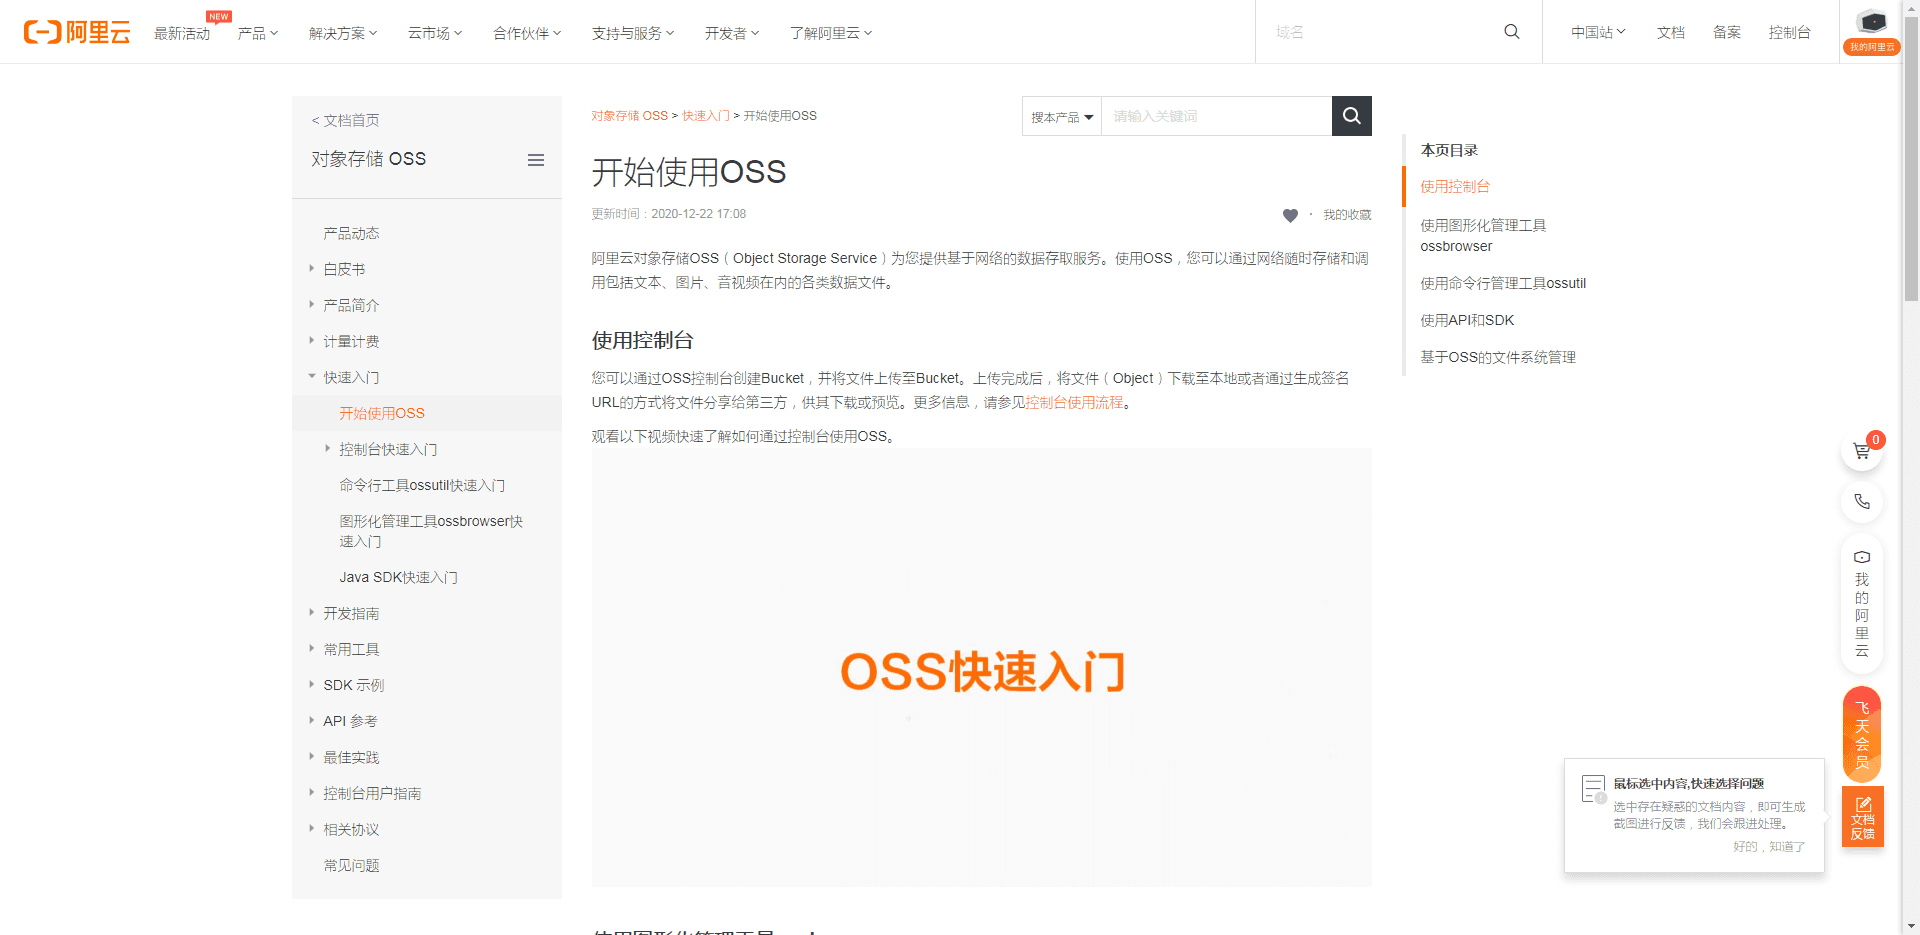 阿里云
最新活动
NEW
产品
解决方案
云市场
合作伙伴
支持与服务
开发者
了解阿里云
域名
中国站
文档
备案
控制台
我的阿里云
< 文档首页
对象存储 OSS
产品动态
白皮书
产品简介
计量计费
快速入门
开始使用OSS
控制台快速入门
命令行工具ossutil快速入门
图形化管理工具ossbrowser快
速入门
Java SDK快速入门
开发指南
常用工具
SDK 示例
API 参考
最佳实践
控制台用户指南
相关协议
常见问题
对象存储 OSS > 快速入门 > 开始使用OSS
搜本产品
请输入关键词
开始使用OSS
更新时间：2020-12-22 17:08
· 我的收藏
阿里云对象存储OSS（Object Storage Service）为您提供基于网络的数据存取服务。使用OSS，您可以通过网络随时存储和调
用包括文本、图片、音视频在内的各类数据文件。
使用控制台
您可以通过OSS控制台创建Bucket，并将文件上传至Bucket。上传完成后，将文件（Object）下载至本地或者通过生成签名
URL的方式将文件分享给第三方，供其下载或预览。更多信息，请参见控制台使用流程。
观看以下视频快速了解如何通过控制台使用OSS。
OSS快速入门
本页目录
使用控制台
使用图形化管理工具
ossbrowser
使用命令行管理工具ossutil
使用API和SDK
基于OSS的文件系统管理
0
我的阿里云
飞天会员
文档
反馈
鼠标选中内容,快速选择问题
选中存在疑惑的文档内容，即可生成
截图进行反馈，我们会跟进处理。
好的，知道了